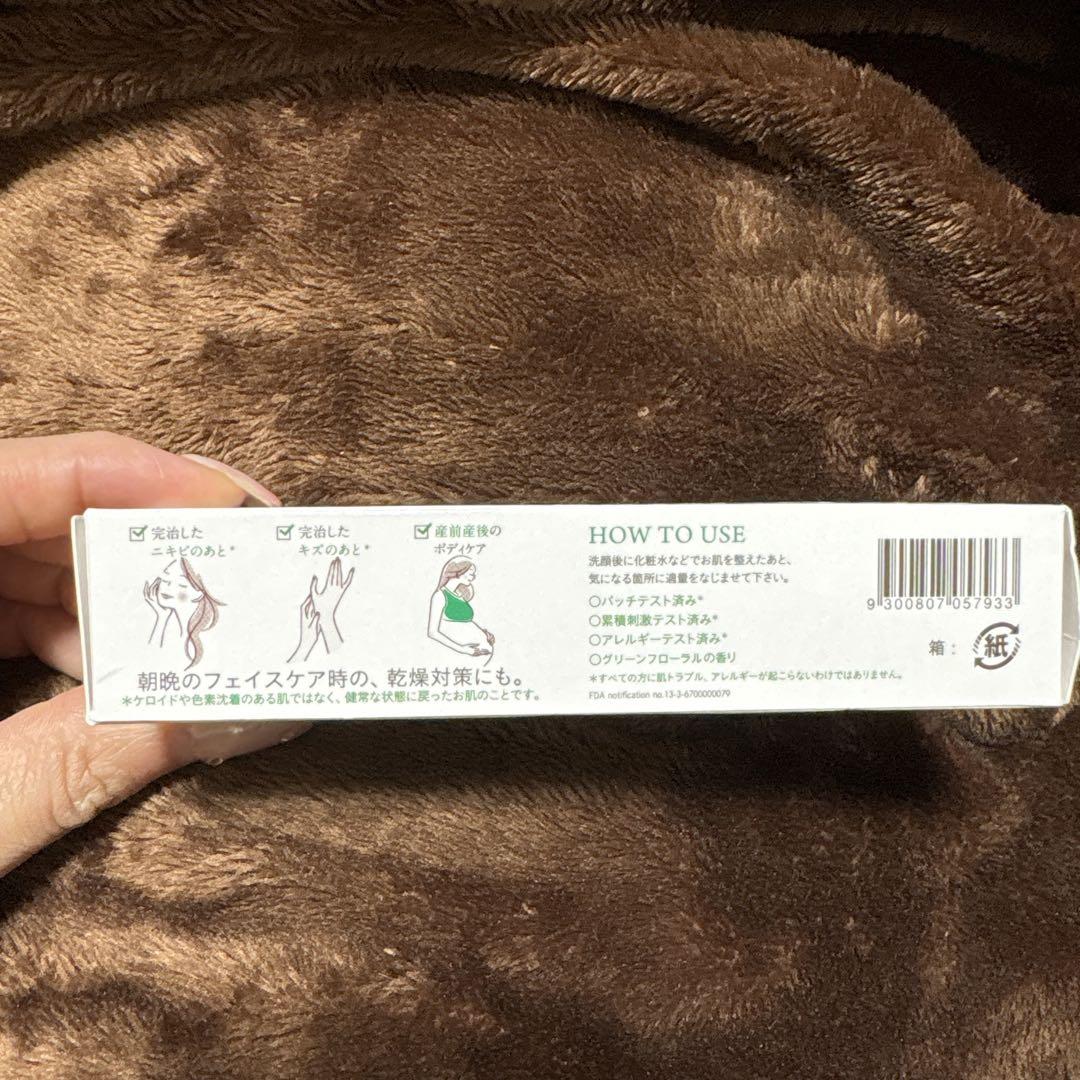 完治した
ニキビのあと*
完治した
キズのあと*
産前産後の
ボディケア
朝晩のフェイスケア時の、乾燥対策にも。
*ケロイドや色素沈着のある肌ではなく、健常な状態に戻ったお肌のことです。
HOW TO USE
洗顔後に化粧水などでお肌を整えたあと、
気になる箇所に適量をなじませて下さい。
○パッチテスト済み*
○累積刺激テスト済み*
○アレルギーテスト済み*
○グリーンフローラルの香り
*すべての方に肌トラブル、アレルギーが起こらないわけではありません。
FDA notification no.13-3-6700000079
9 300807 057933
箱: 紙